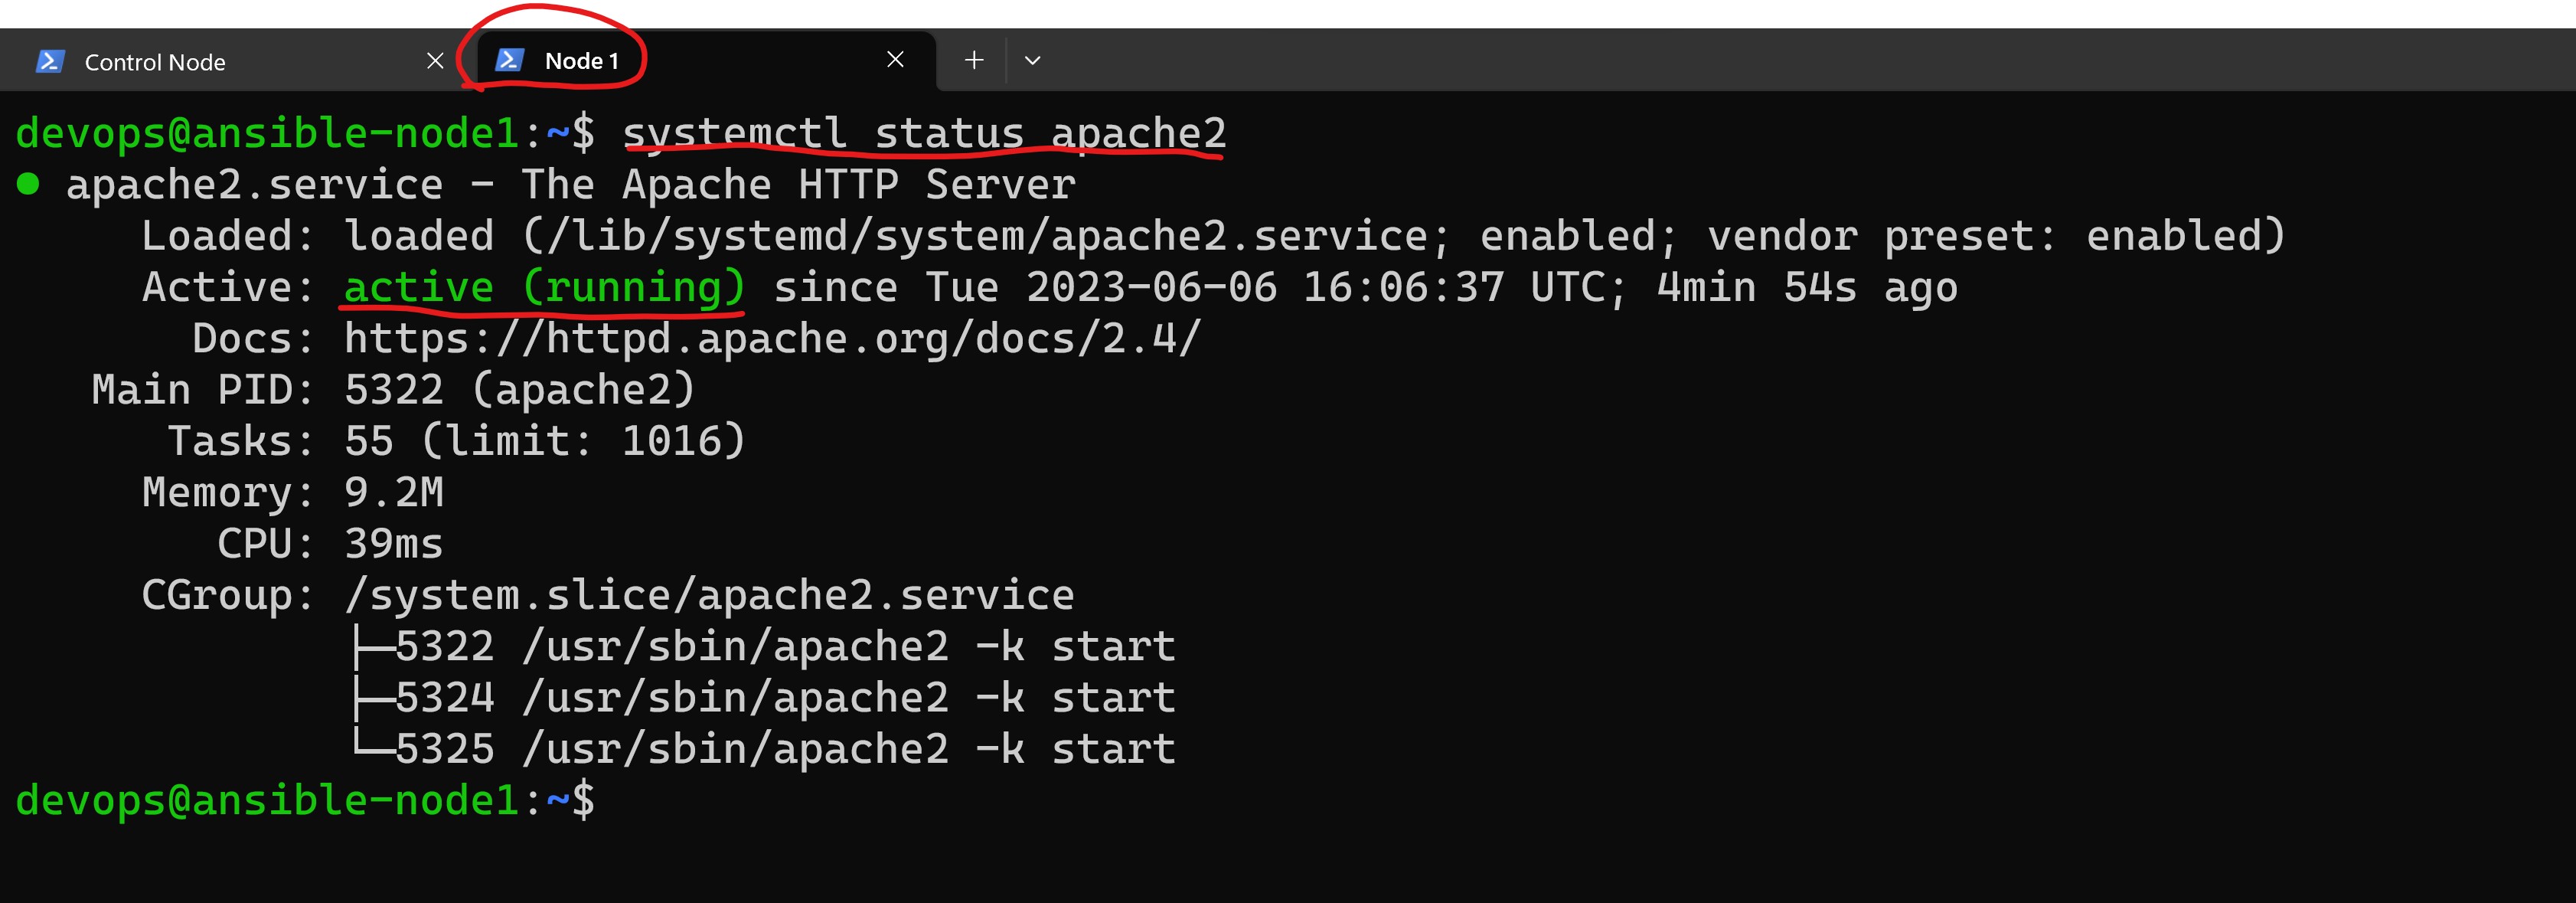 Control Node
Node 1
devops@ansible-node1:~$ systemctl status apache2
● apache2.service - The Apache HTTP Server
     Loaded: loaded (/lib/systemd/system/apache2.service; enabled; vendor preset: enabled)
     Active: active (running) since Tue 2023-06-06 16:06:37 UTC; 4min 54s ago
       Docs: https://httpd.apache.org/docs/2.4/
   Main PID: 5322 (apache2)
      Tasks: 55 (limit: 1016)
     Memory: 9.2M
        CPU: 39ms
     CGroup: /system.slice/apache2.service
             ├─5322 /usr/sbin/apache2 -k start
             ├─5324 /usr/sbin/apache2 -k start
             └─5325 /usr/sbin/apache2 -k start
devops@ansible-node1:~$